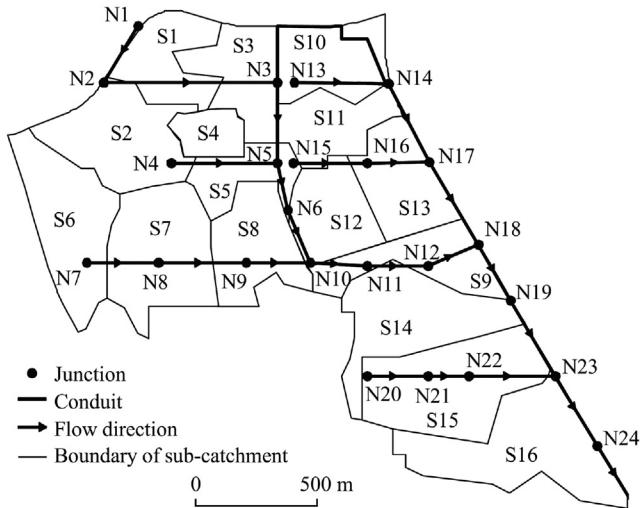 N1
S1
S3
S10
N2
N3
N13
N14
S2
S4
S11
N4
N5
N15
N16
N17
S5
S6
S7
S8
N6
S12
S13
N18
N7
N8
N9
N10
N11
N12
S9
N19
S14
N22
N23
N20
N21
S15
N24
S16
Junction
Conduit
Flow direction
Boundary of sub-catchment
0 500 m